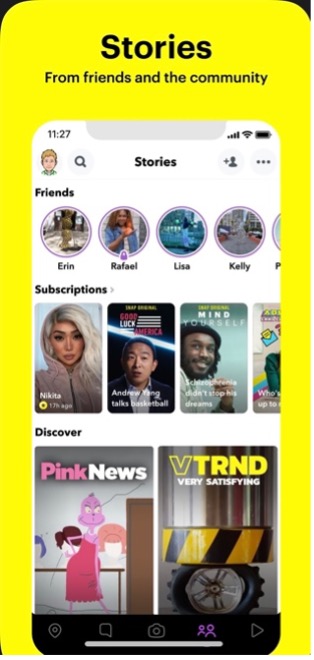 Stories
From friends and the community
11:27
Stories
Friends
Erin
Rafael
Lisa
Kelly
Subscriptions
SNAP ORIGINAL
GOOD
LUCK
AMERICA
Nikita
17h ago
Andrew Yang
talks basketball
SNAP ORIGINAL
MIND
YOURSELF
Schizophrenia
didn't stop his
dreams
Who's
up to
Discover
PinkNews
VTRND
VERY SATISFYING